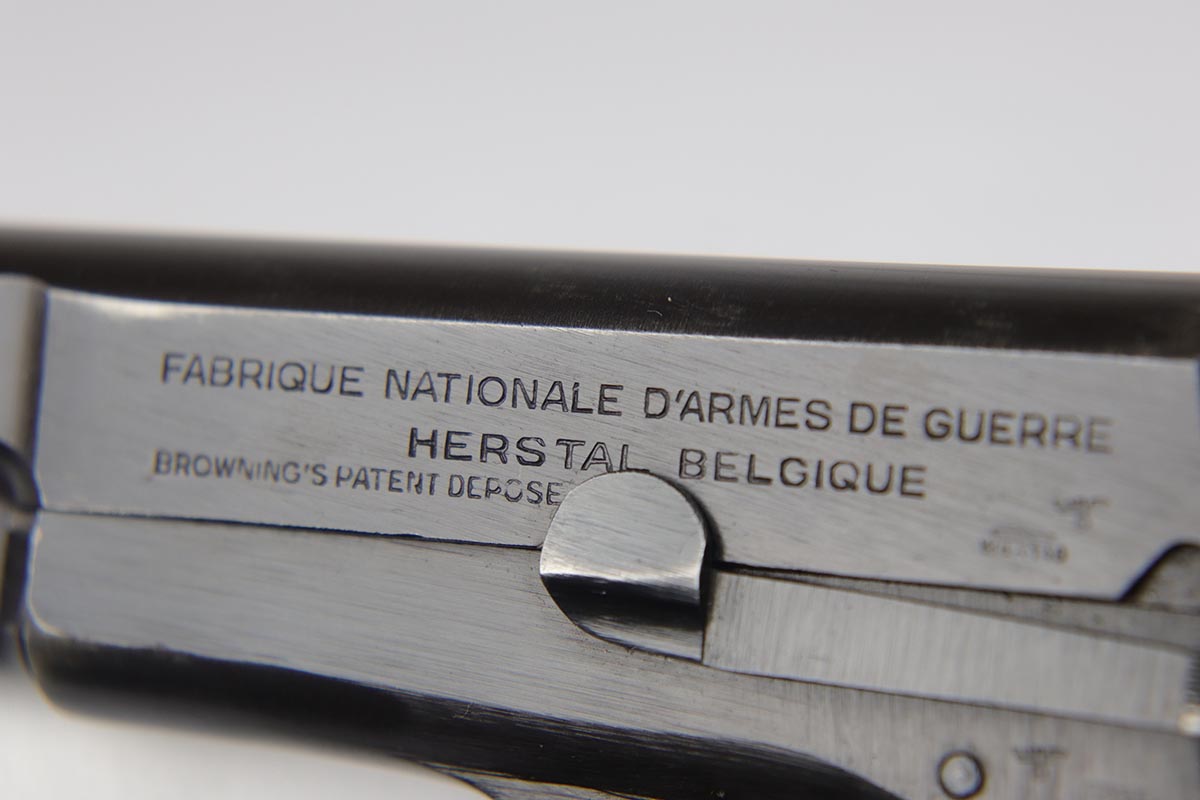 FABRIQUE NATIONALE D'ARMES DE GUERRE
HERSTAL BELGIQUE
BROWNING'S PATENT DEPOSE